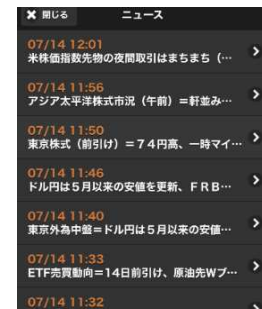 ✖ 閉じる ニュース
07/14 12:01
米株価指数先物の夜間取引はまちまち（…
07/14 11:56
アジア太平洋株式市況（午前）＝軒並み…
07/14 11:50
東京株式（前引け）＝７４円高、一時マイ…
07/14 11:46
ドル円は５月以来の安値を更新、ＦＲＢ…
07/14 11:40
東京外為中盤＝ドル円は５月以来の安値…
07/14 11:33
ETF売買動向＝14日前引け、原油先Wブ…
07/14 11:32